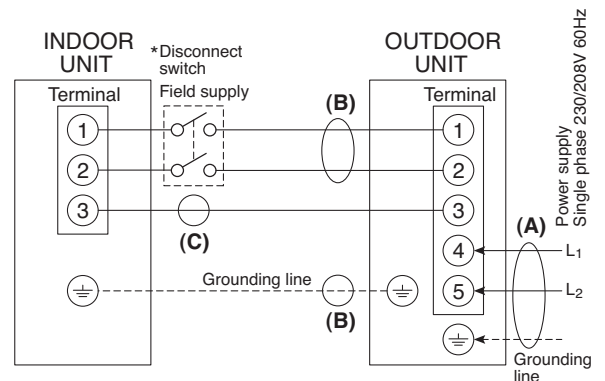 INDOOR
UNIT
*Disconnect
switch
Field supply
OUTDOOR
UNIT
Power supply
Single phase 230/208V 60Hz
Terminal
(B)
Terminal
1
1
2
2
3
3
(C)
(A)
4
L1
Grounding line
5
L2
(B)
Grounding
line